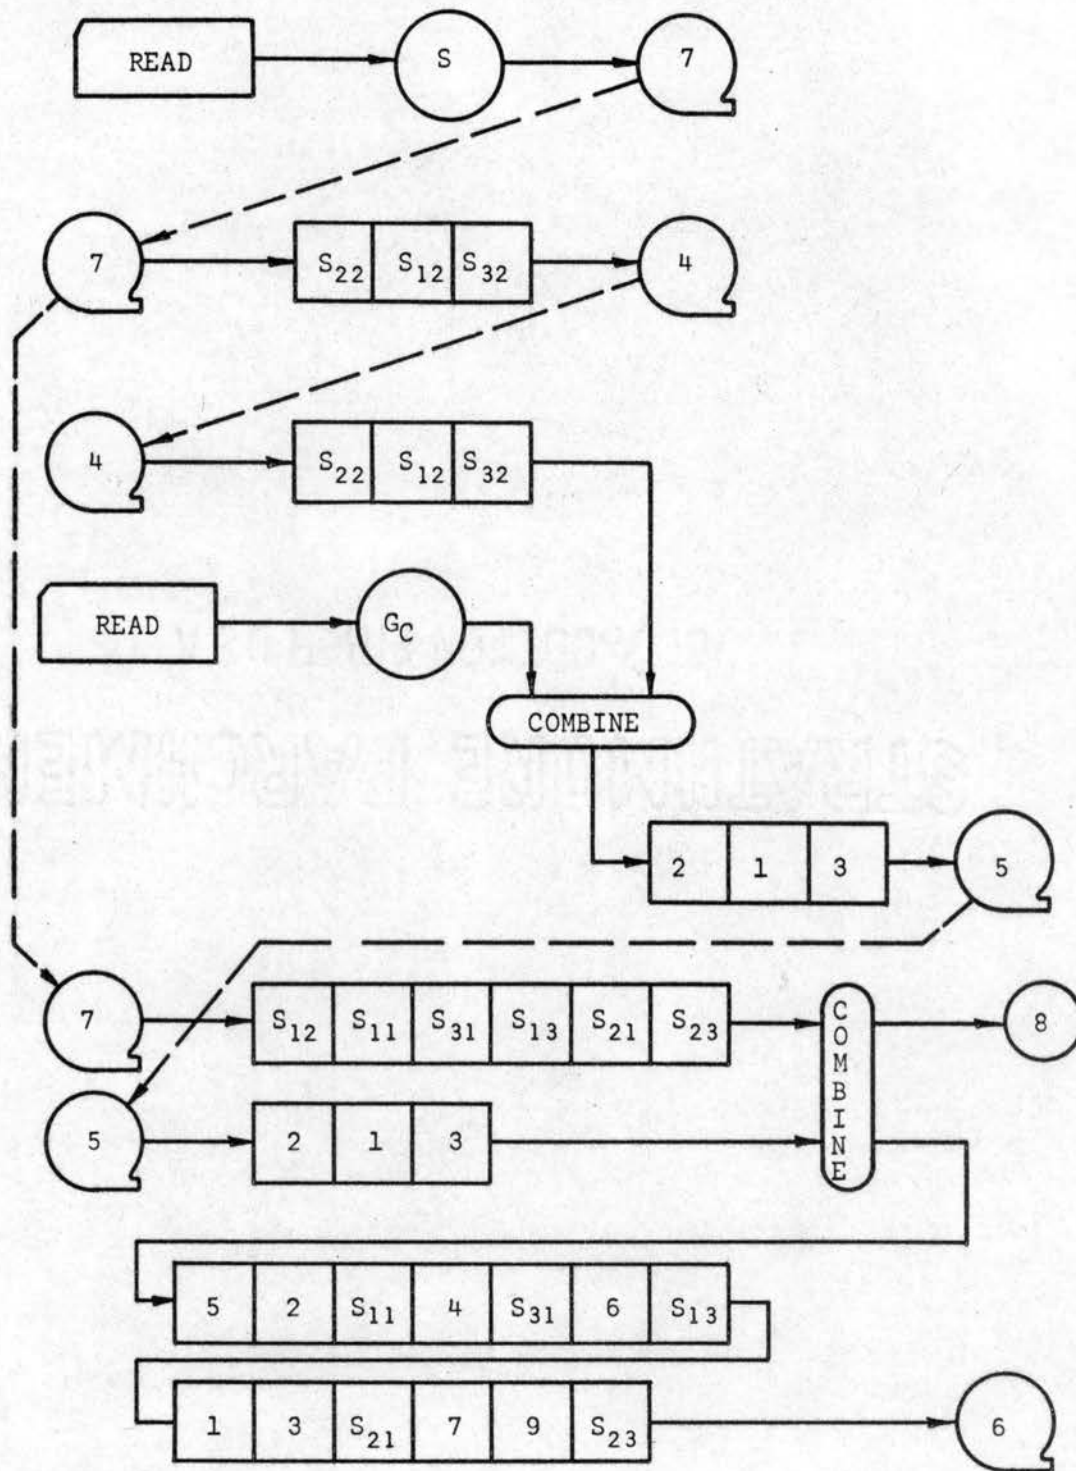 READ S 7
7 S₂₂ S₁₂ S₃₂ 4
4 S₂₂ S₁₂ S₃₂
READ G_C
COMBINE
2 1 3 5
7 S₁₂ S₁₁ S₃₁ S₁₃ S₂₁ S₂₃ COMBINE 8
5 2 1 3
5 2 S₁₁ 4 S₃₁ 6 S₁₃
1 3 S₂₁ 7 9 S₂₃ 6